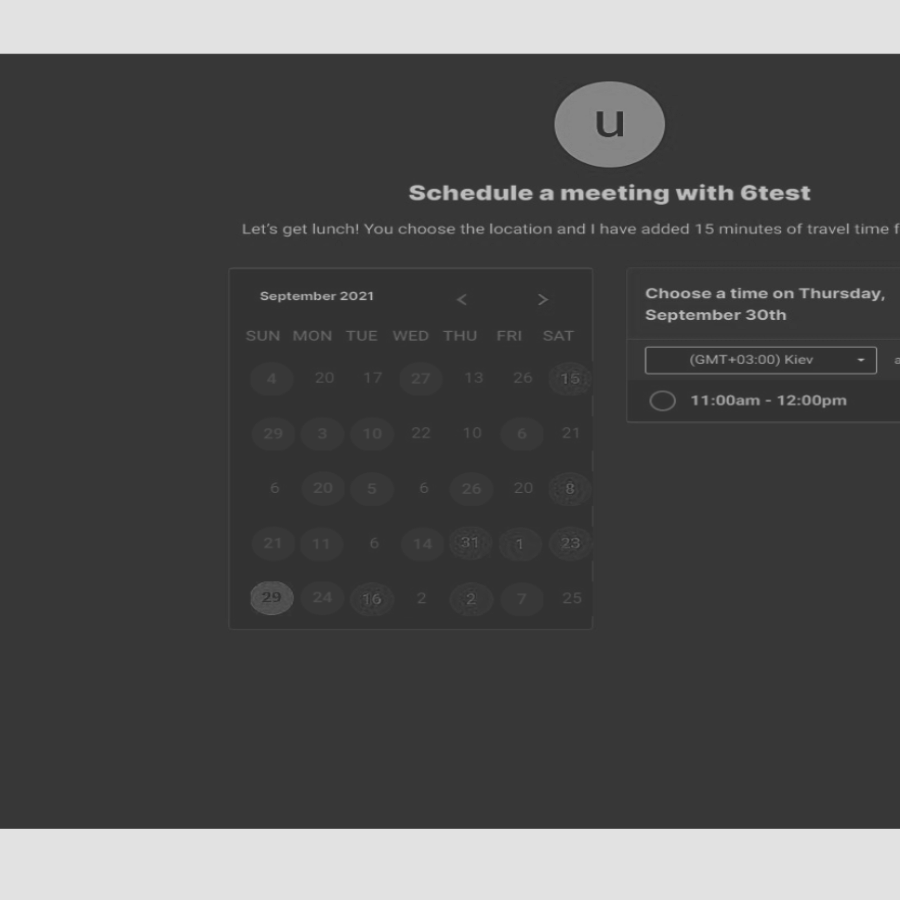 u
Schedule a meeting with 6test
Let's get lunch! You choose the location and I have added 15 minutes of travel time
September 2021 < >
SUN MON TUE WED THU FRI SAT
4 20 17 27 13 26 15
29 3 10 22 10 6 21
6 20 5 6 26 20 8
21 11 6 14 31 1 23
29 24 16 2 2 7 25
Choose a time on Thursday,
September 30th
(GMT+03:00) Kiev
11:00am - 12:00pm